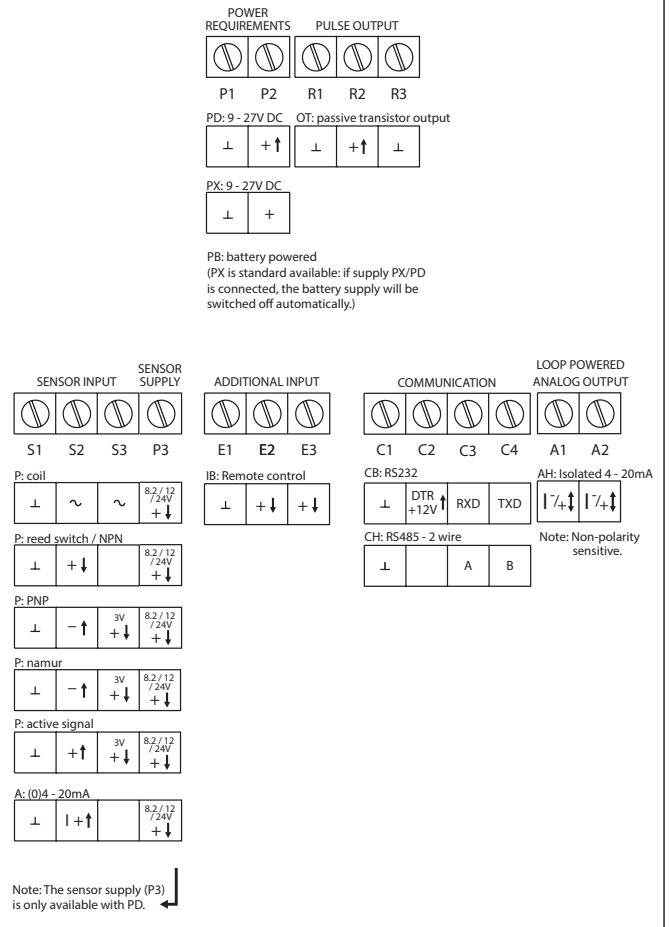 POWER
REQUIREMENTS PULSE OUTPUT
P1 P2 R1 R2 R3
PD: 9 - 27V DC OT: passive transistor output
⊥ + ⊥ + ⊥
PX: 9 - 27V DC
⊥ +
PB: battery powered
(PX is standard available: if supply PX/PD
is connected, the battery supply will be
switched off automatically.)
SENSOR INPUT
SENSOR
SUPPLY
S1 S2 S3 P3
P: coil
⊥ ~ ~ 8.2 / 12
/ 24V
+
P: reed switch / NPN
⊥ + 8.2 / 12
/ 24V
+
P: PNP
⊥ − 3V
+
8.2 / 12
/ 24V
+
P: namur
⊥ − 3V
+
8.2 / 12
/ 24V
+
P: active signal
⊥ + 3V
+
8.2 / 12
/ 24V
+
A: (0)4 - 20mA
⊥ I + 8.2 / 12
/ 24V
+
Note: The sensor supply (P3)
is only available with PD.
ADDITIONAL INPUT
E1 E2 E3
IB: Remote control
⊥ + +
COMMUNICATION
C1 C2 C3 C4
CB: RS232
⊥ DTR
+12V
RXD TXD
CH: RS485 - 2 wire
⊥ A B
LOOP POWERED
ANALOG OUTPUT
A1 A2
AH: Isolated 4 - 20mA
I -/+ I -/+
Note: Non-polarity
sensitive.